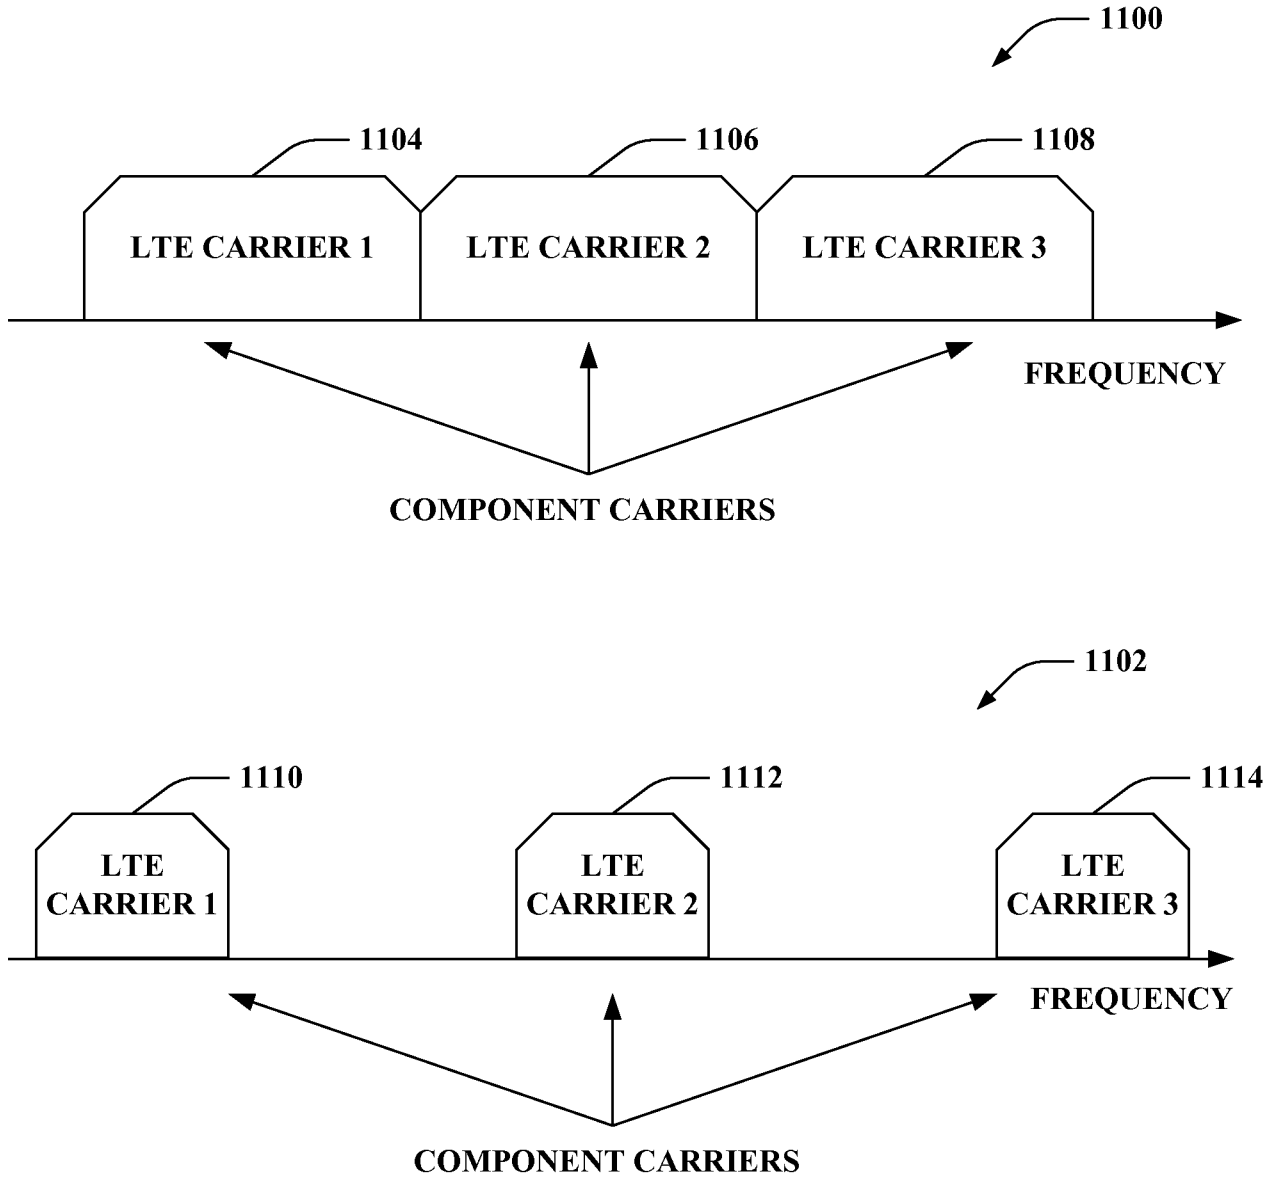 1100
1104
1106
1108
LTE CARRIER 1
LTE CARRIER 2
LTE CARRIER 3
FREQUENCY
COMPONENT CARRIERS
1102
1110
1112
1114
LTE
CARRIER 1
LTE
CARRIER 2
LTE
CARRIER 3
FREQUENCY
COMPONENT CARRIERS